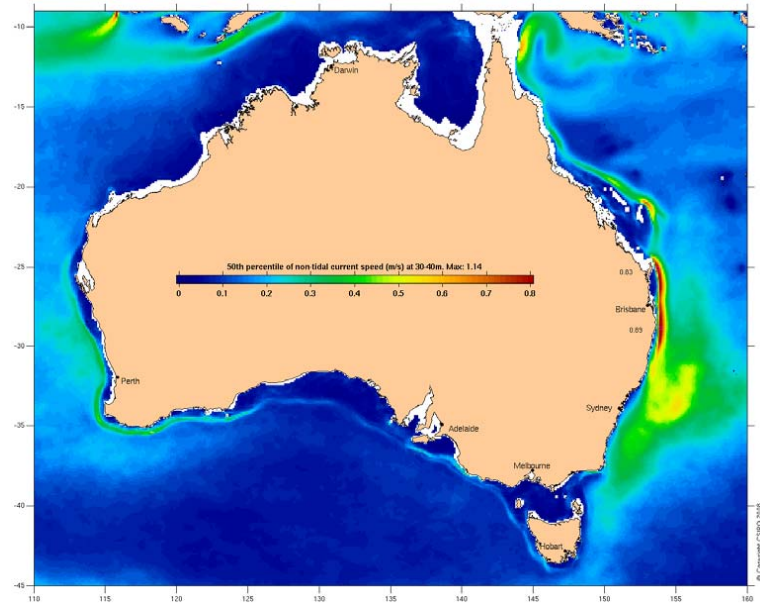 -10
Darwin
-15
-20
50th percentile of non-tidal current speed (m/s) at 30-40m, Max: 1.14
0 0.1 0.2 0.3 0.4 0.5 0.6 0.7 0.8
0.83
-25
Brisbane
0.89
-30
Perth
Sydney
-35
Adelaide
Melbourne
-40
Hobart
-45
110 115 120 125 130 135 140 145 150 155 160
© Copyright CSIRO 2010